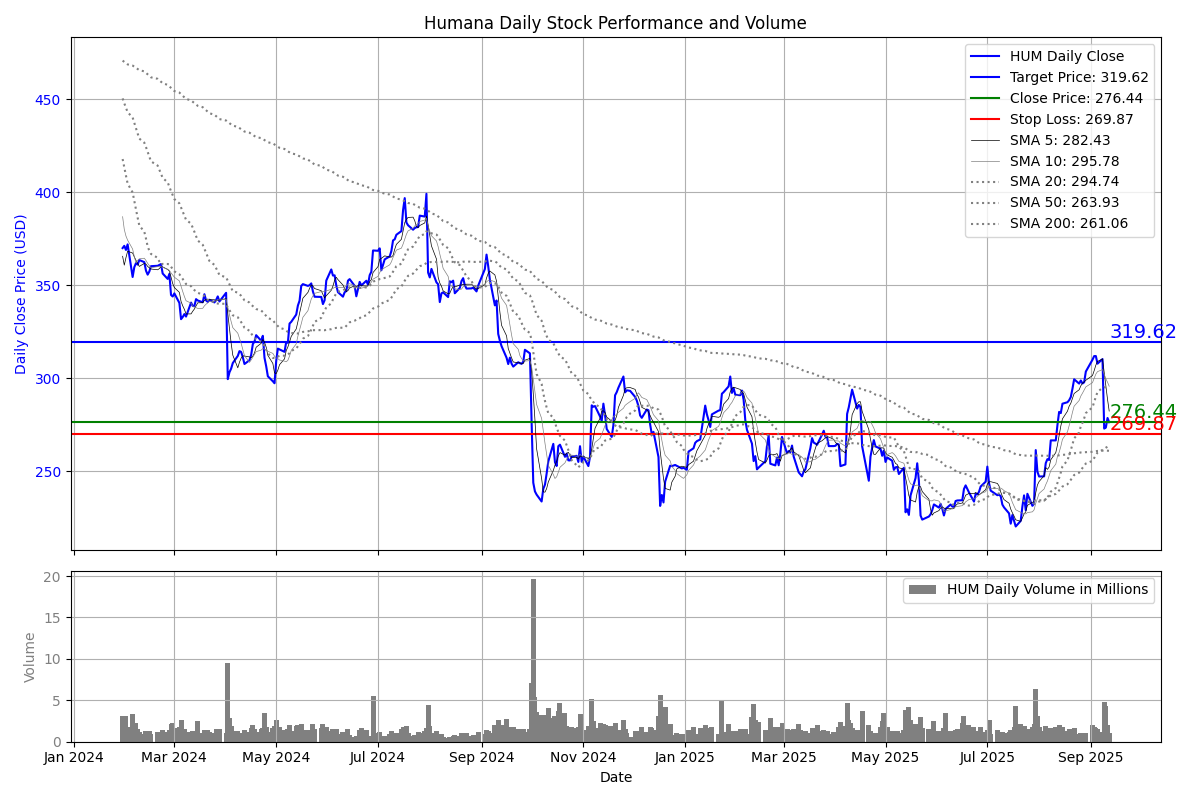 Humana Daily Stock Performance and Volume
Daily Close Price (USD)
450
400
350
300
250
HUM Daily Close
Target Price: 319.62
Close Price: 276.44
Stop Loss: 269.87
SMA 5: 282.43
SMA 10: 295.78
SMA 20: 294.74
SMA 50: 263.93
SMA 200: 261.06
319.62
276.44
269.87
Volume
20
15
10
5
0
HUM Daily Volume in Millions
Jan 2024 Mar 2024 May 2024 Jul 2024 Sep 2024 Nov 2024 Jan 2025 Mar 2025 May 2025 Jul 2025 Sep 2025
Date